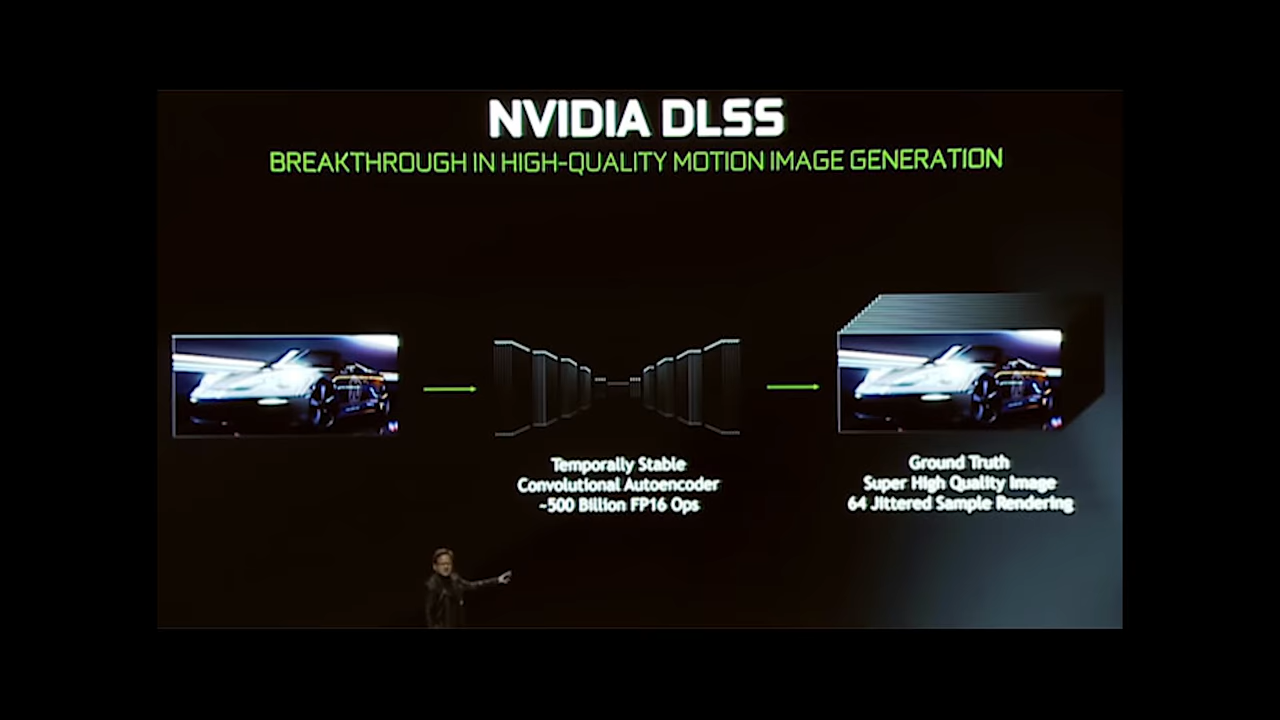 NVIDIA DLSS
BREAKTHROUGH IN HIGH-QUALITY MOTION IMAGE GENERATION
Temporally Stable
Convolutional Autoencoder
~500 Billion FP16 Ops
Ground Truth
Super High Quality Image
64 Jittered Sample Rendering